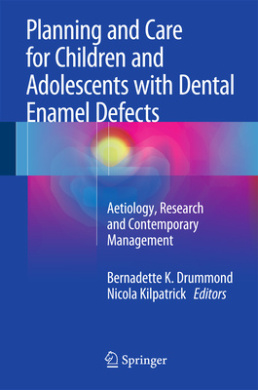 Planning and Care
for Children and
Adolescents with Dental
Enamel Defects
Aetiology, Research
and Contemporary
Management
Bernadette K. Drummond
Nicola Kilpatrick Editors
Springer